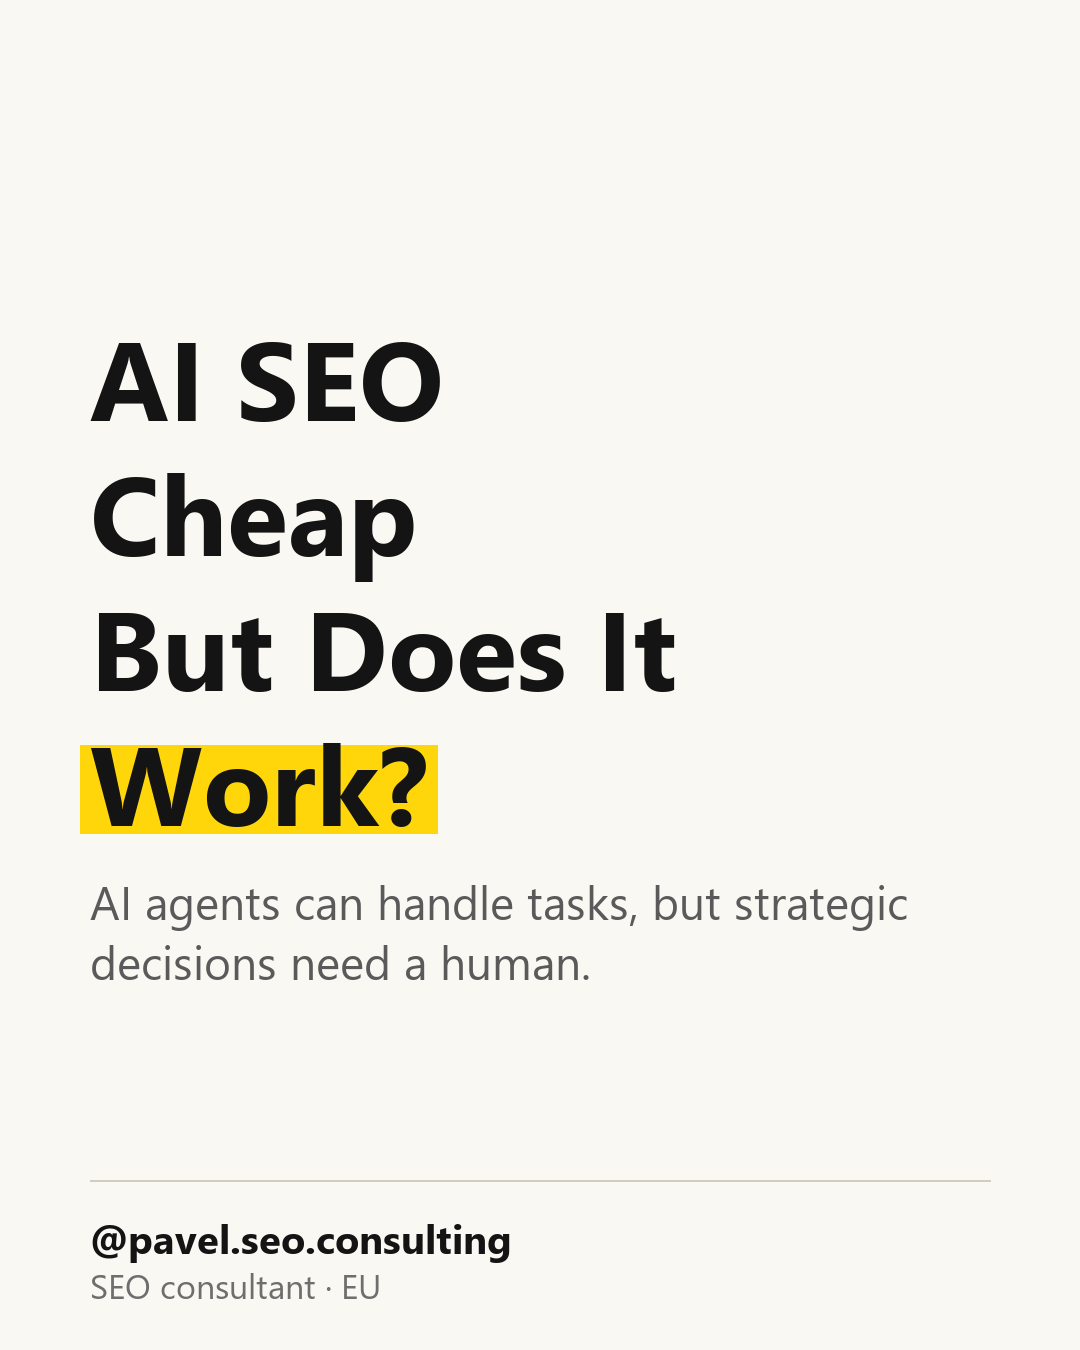 AI SEO
Cheap
But Does It
Work?
AI agents can handle tasks, but strategic
decisions need a human.
@pavel.seo.consulting
SEO consultant · EU